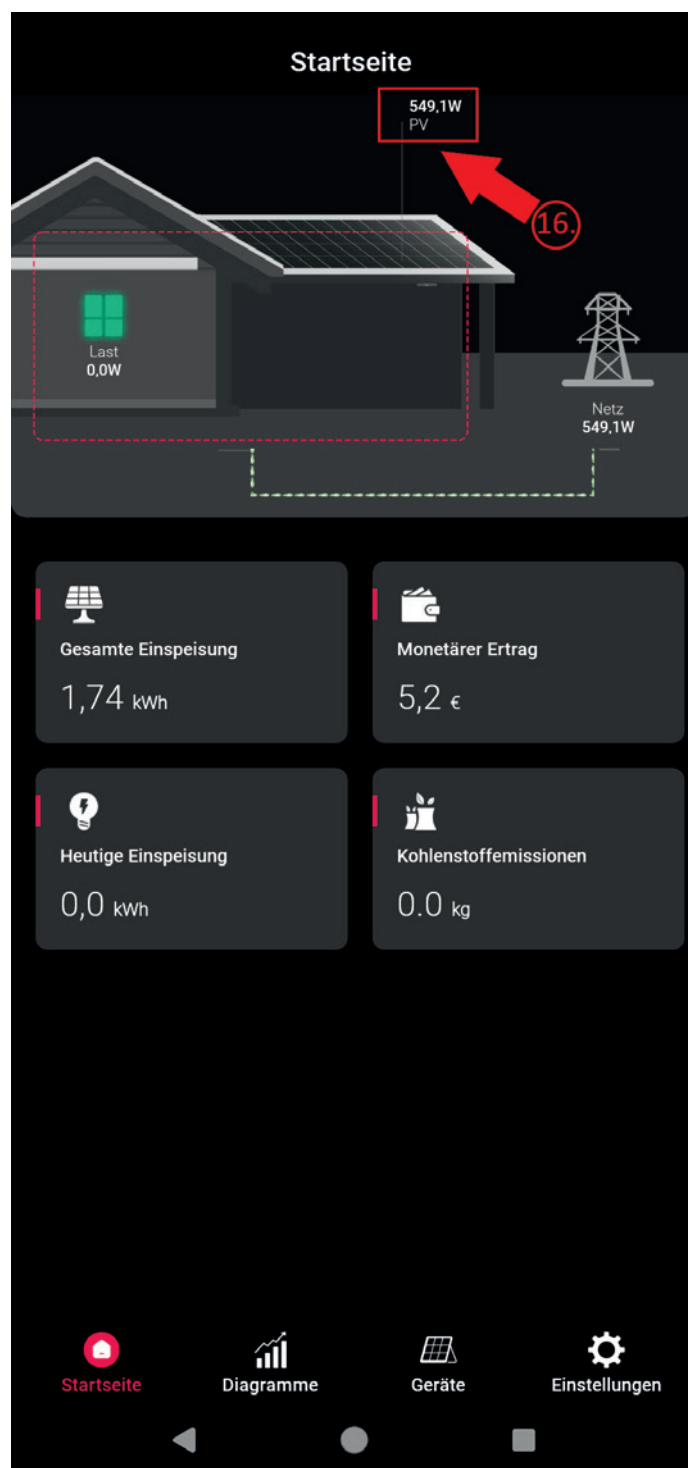 Startseite
549,1W
PV
16.
Last
0,0W
Netz
549,1W
Gesamte Einspeisung
1,74 kWh
Monetärer Ertrag
5,2 €
Heutige Einspeisung
0,0 kWh
Kohlenstoffemissionen
0.0 kg
Startseite
Diagramme
Geräte
Einstellungen